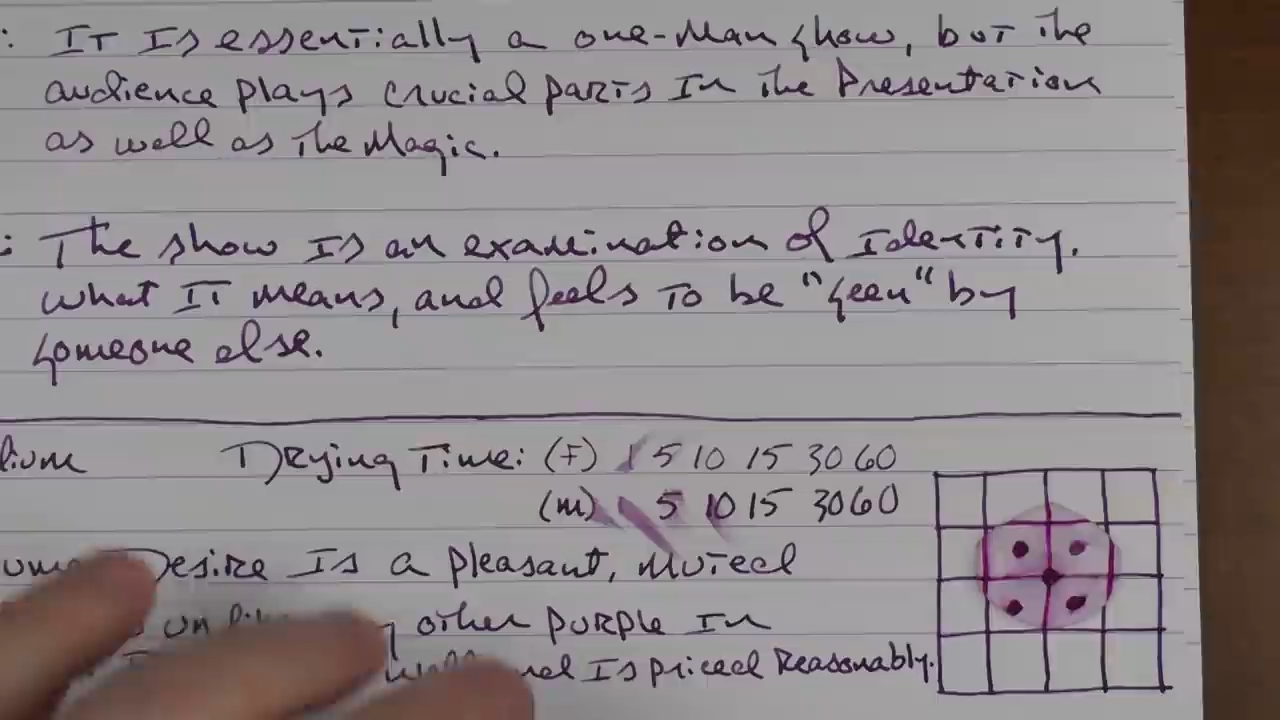 : It Is essentially a one-Man show, but the
audience plays crucial parts In the Presentation
as well as the Magic.
: The show Is an examination of Identity.
what IT means, and feels to be "seen" by
someone else.
Drying Time: (F) 1 5 10 15 30 60
(M) 1 5 10 15 30 60
Desire Is a pleasant, Muted
other purple In
Is priced Reasonably.